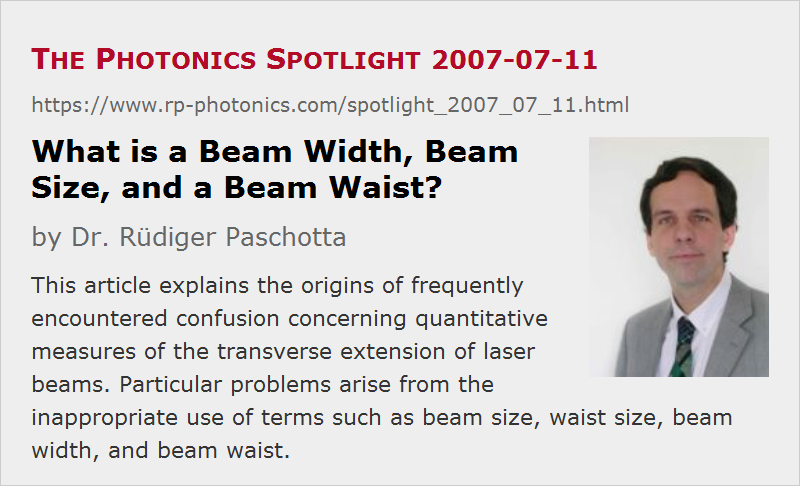 THE PHOTONICS SPOTLIGHT 2007-07-11
https://www.rp-photonics.com/spotlight_2007_07_11.html
What is a Beam Width, Beam
Size, and a Beam Waist?
by Dr. Rüdiger Paschotta
This article explains the origins of frequently
encountered confusion concerning quantitative
measures of the transverse extension of laser
beams. Particular problems arise from the
inappropriate use of terms such as beam size, waist size, beam
width, and beam waist.